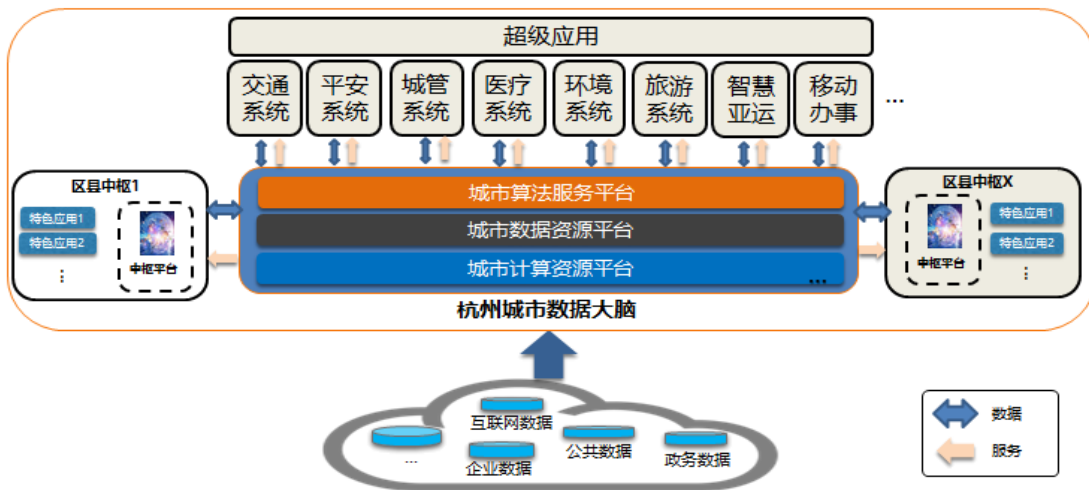 超级应用
交通
系统
平安
系统
城管
系统
医疗
系统
环境
系统
旅游
系统
智慧
亚运
移动
办事
...
区县中枢1
特色应用1
特色应用2
⋮
中枢平台
城市算法服务平台
城市数据资源平台
城市计算资源平台
...
区县中枢X
中枢平台
特色应用1
特色应用2
⋮
杭州城市数据大脑
互联网数据
...
企业数据
公共数据
政务数据
数据
服务